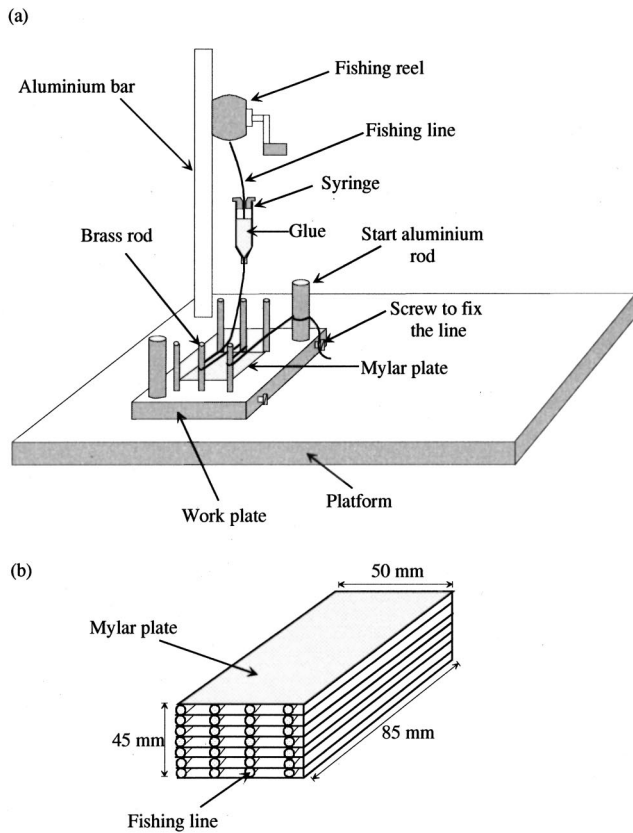 (a)
Fishing reel
Aluminium bar
Fishing line
Syringe
Glue
Brass rod
Start aluminium
rod
Screw to fix
the line
Mylar plate
Platform
Work plate
(b)
50 mm
Mylar plate
45 mm
85 mm
Fishing line